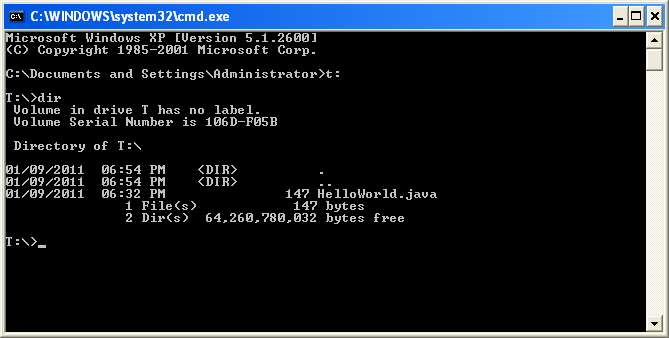 C:\WINDOWS\system32\cmd.exe
Microsoft Windows XP [Version 5.1.2600]
(C) Copyright 1985-2001 Microsoft Corp.
C:\Documents and Settings\Administrator>t:
T:\>dir
 Volume in drive T has no label.
 Volume Serial Number is 106D-F05B
 Directory of T:\
01/09/2011  06:54 PM    <DIR>          .
01/09/2011  06:54 PM    <DIR>          ..
01/09/2011  06:32 PM               147 HelloWorld.java
               1 File(s)            147 bytes
               2 Dir(s)  64,260,780,032 bytes free
T:\>_